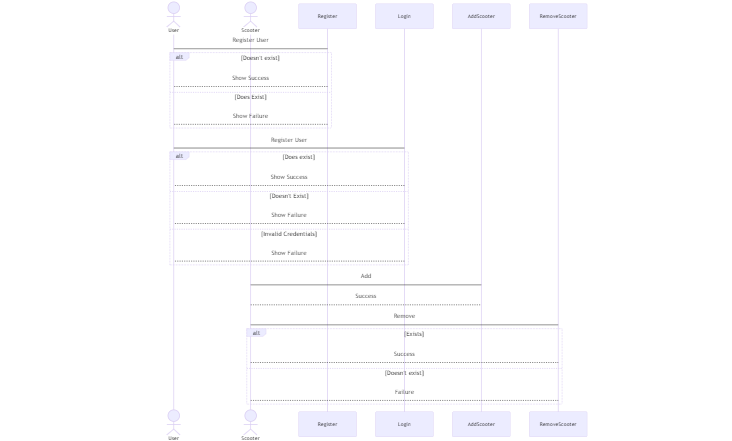 User
Scooter
Register
Login
AddScooter
RemoveScooter
Register User
alt
[Doesn't exist]
Show Success
[Does Exist]
Show Failure
Register User
alt
[Does exist]
Show Success
[Doesn't Exist]
Show Failure
[Invalid Credentials]
Show Failure
Add
Success
Remove
alt
[Exists]
Success
[Doesn't exist]
Failure
User
Scooter
Register
Login
AddScooter
RemoveScooter